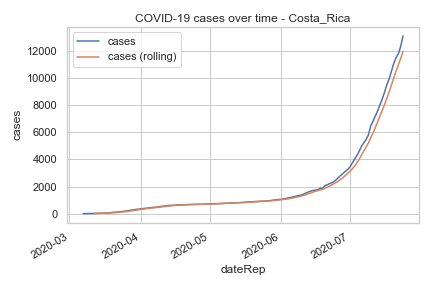 COVID-19 cases over time - Costa_Rica
cases
cases (rolling)
cases
12000
10000
8000
6000
4000
2000
0
2020-03
2020-04
2020-05
2020-06
2020-07
dateRep